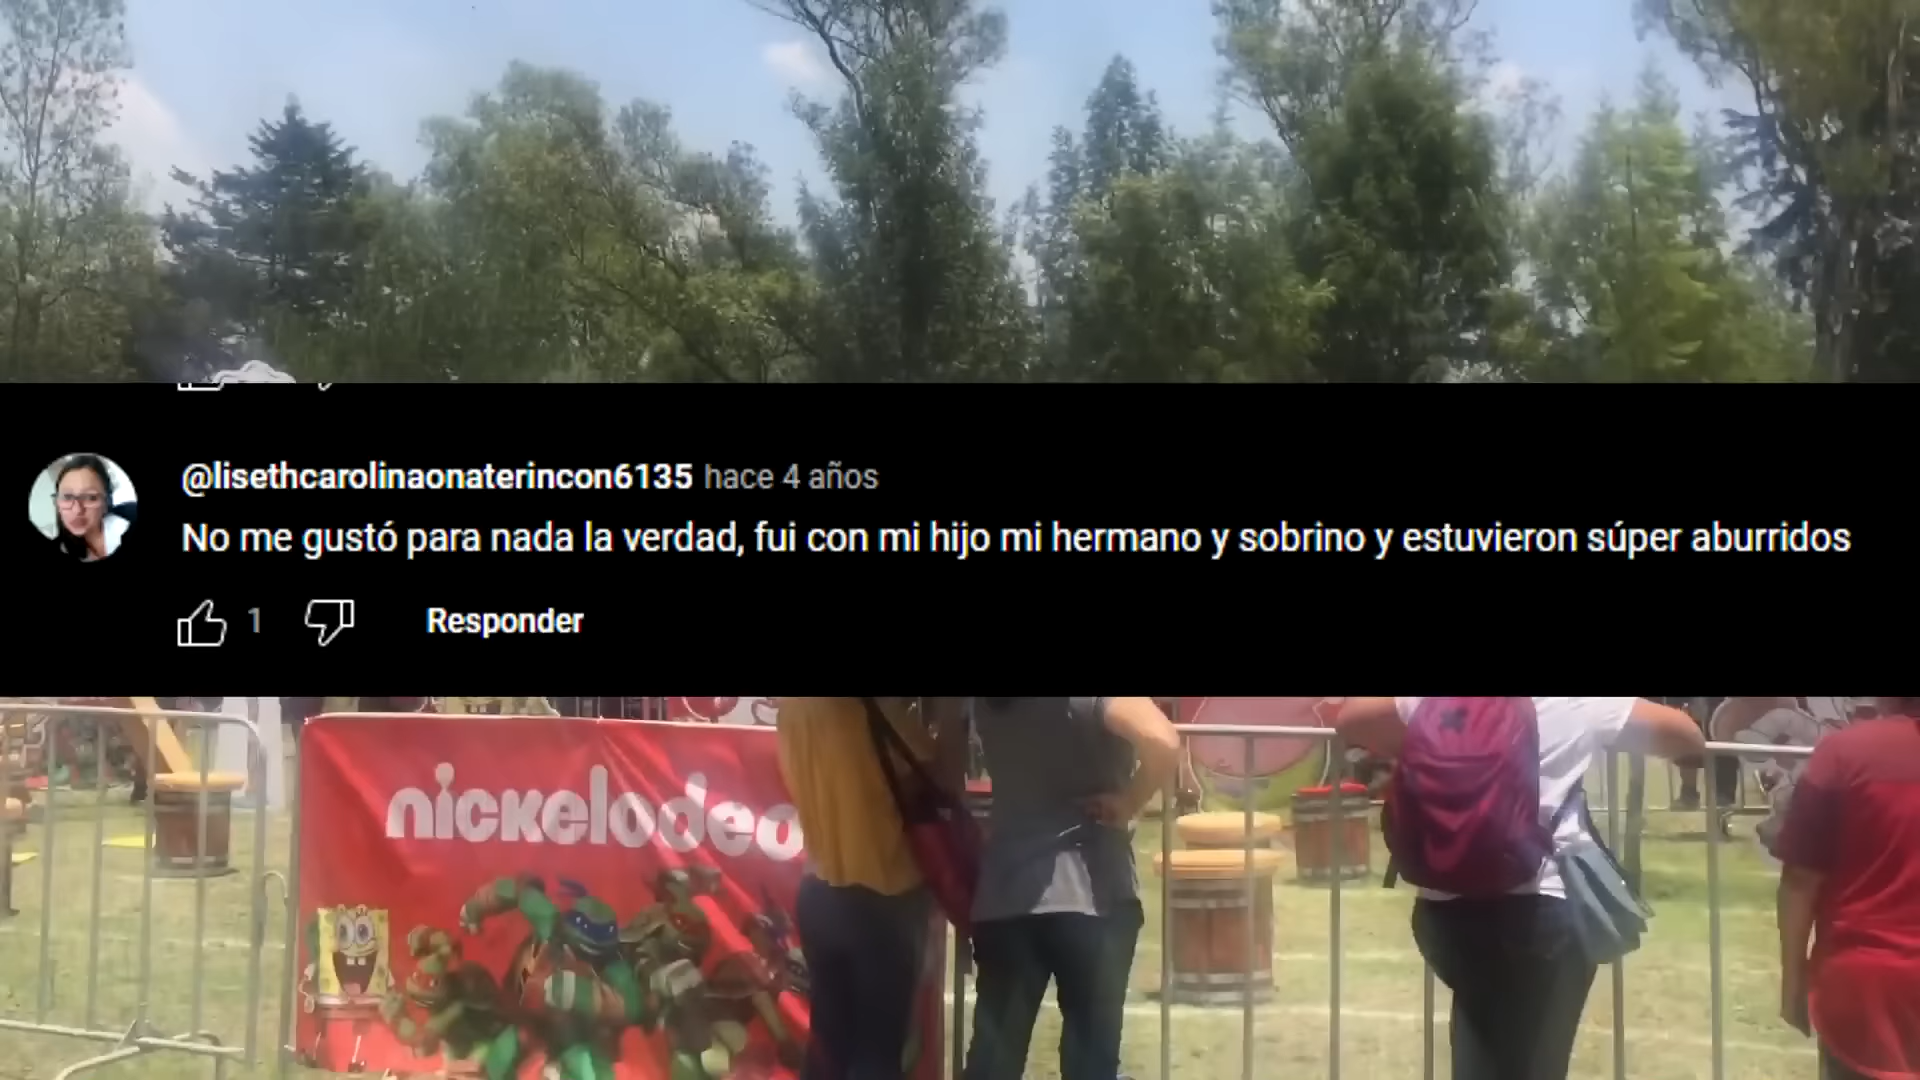 @lisethcarolinaonaterincon6135 hace 4 años
No me gustó para nada la verdad, fui con mi hijo mi hermano y sobrino y estuvieron súper aburridos
1
Responder
nickelodeo